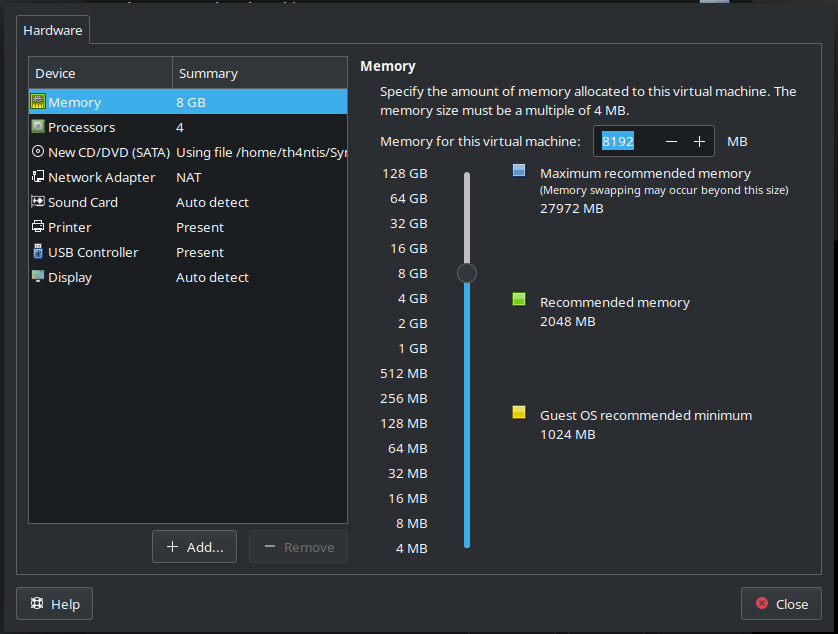 Hardware
Device Summary
Memory 8 GB
Processors 4
New CD/DVD (SATA) Using file /home/th4ntis/Syn
Network Adapter NAT
Sound Card Auto detect
Printer Present
USB Controller Present
Display Auto detect
+ Add...
− Remove
Memory
Specify the amount of memory allocated to this virtual machine. The
memory size must be a multiple of 4 MB.
Memory for this virtual machine: 8192 − + MB
128 GB
64 GB
32 GB
16 GB
8 GB
4 GB
2 GB
1 GB
512 MB
256 MB
128 MB
64 MB
32 MB
16 MB
8 MB
4 MB
Maximum recommended memory
(Memory swapping may occur beyond this size)
27972 MB
Recommended memory
2048 MB
Guest OS recommended minimum
1024 MB
Help
Close